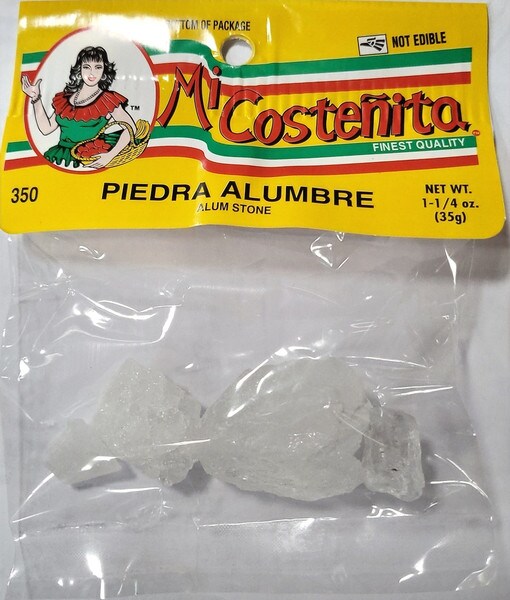 BOTTOM OF PACKAGE
NOT EDIBLE
Mi
Costeñita
TM
FINEST QUALITY
350
PIEDRA ALUMBRE
ALUM STONE
NET WT.
1-1/4 oz.
(35g)